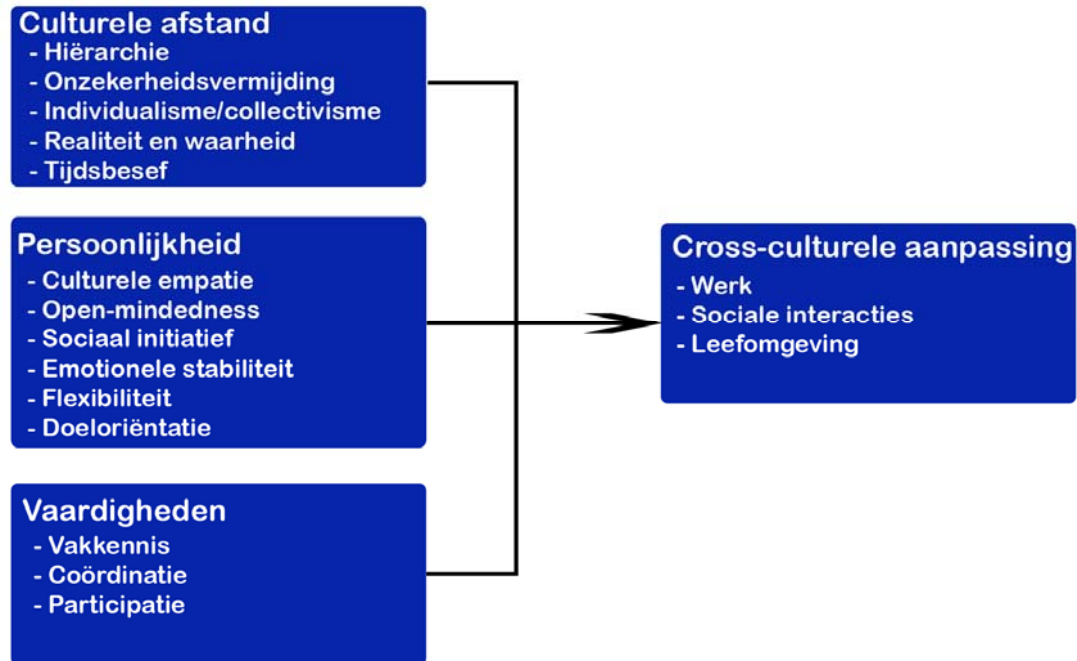 Culturele afstand
- Hiërarchie
- Onzekerheidsvermijding
- Individualisme/collectivisme
- Realiteit en waarheid
- Tijdsbesef
Persoonlijkheid
- Culturele empatie
- Open-mindedness
- Sociaal initiatief
- Emotionele stabiliteit
- Flexibiliteit
- Doeloriëntatie
Vaardigheden
- Vakkennis
- Coördinatie
- Participatie
Cross-culturele aanpassing
- Werk
- Sociale interacties
- Leefomgeving